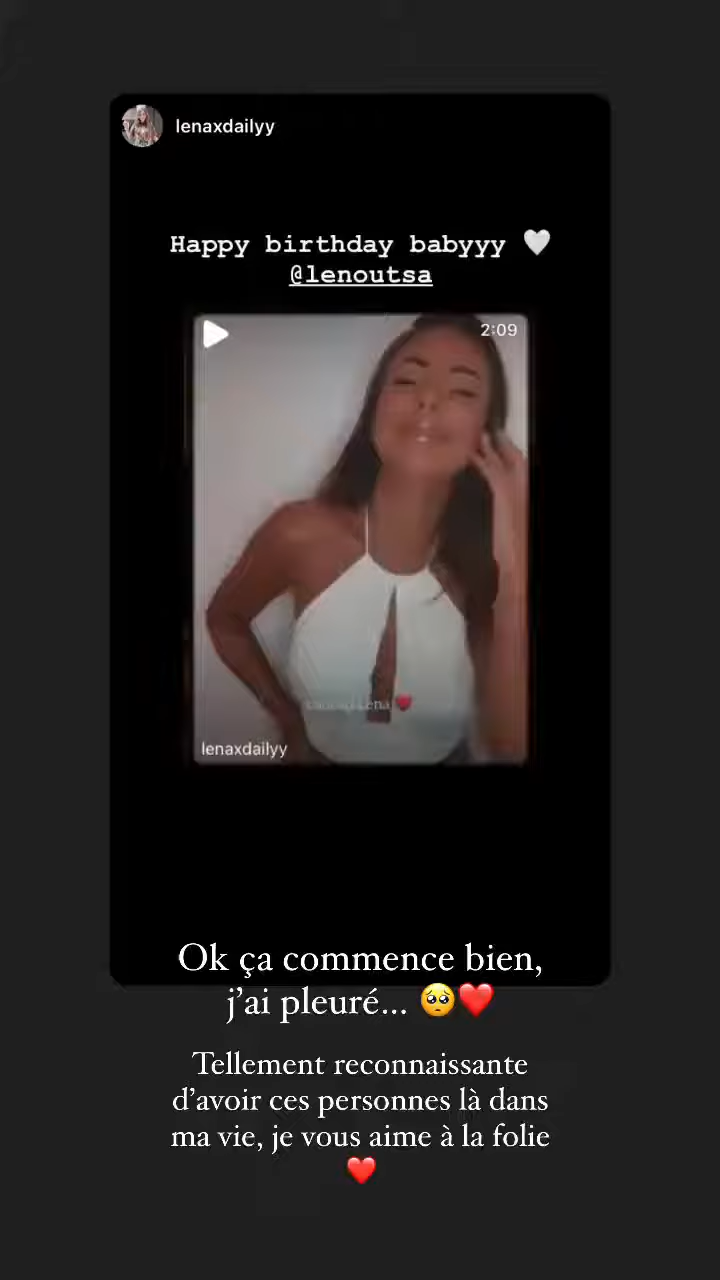 lenaxdailyy
Happy birthday babyyy 🤍
@lenoutsa
2:09
Lena ❤️
lenaxdailyy
Ok ça commence bien,
j’ai pleuré... 🥺❤️
Tellement reconnaissante
d’avoir ces personnes là dans
ma vie, je vous aime à la folie
❤️